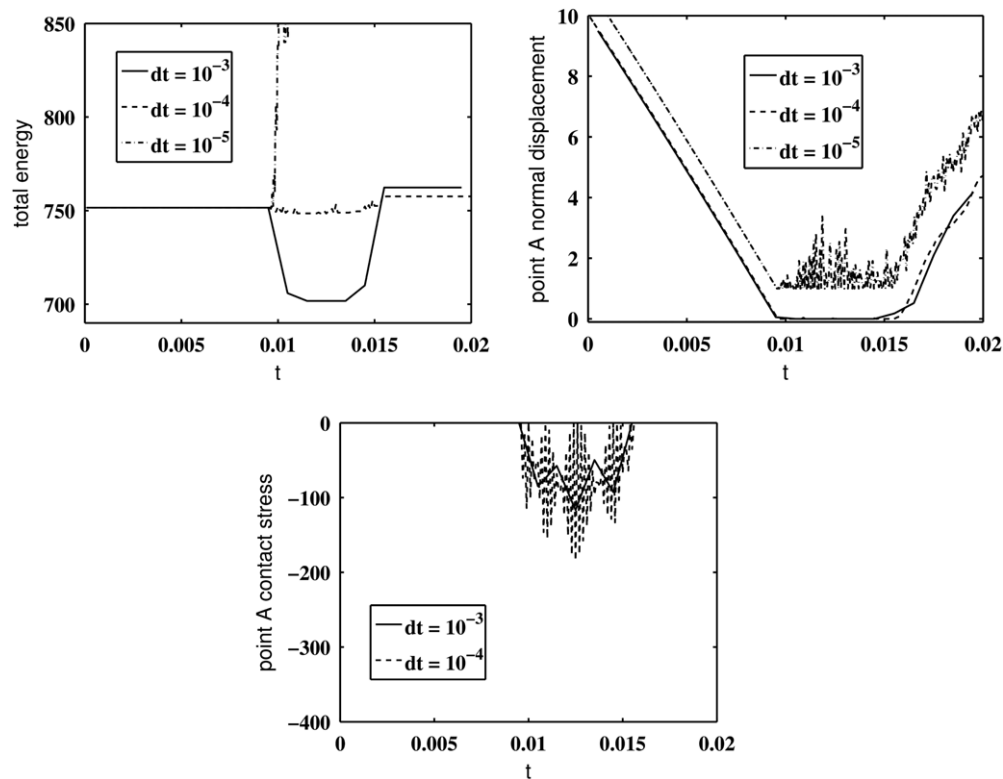 850
800
750
700
total energy
dt = 10⁻³
dt = 10⁻⁴
dt = 10⁻⁵
0 0.005 0.01 0.015 0.02
t
10
8
6
4
2
0
point A normal displacement
dt = 10⁻³
dt = 10⁻⁴
dt = 10⁻⁵
0 0.005 0.01 0.015 0.02
t
0
−100
−200
−300
−400
point A contact stress
dt = 10⁻³
dt = 10⁻⁴
0 0.005 0.01 0.015 0.02
t